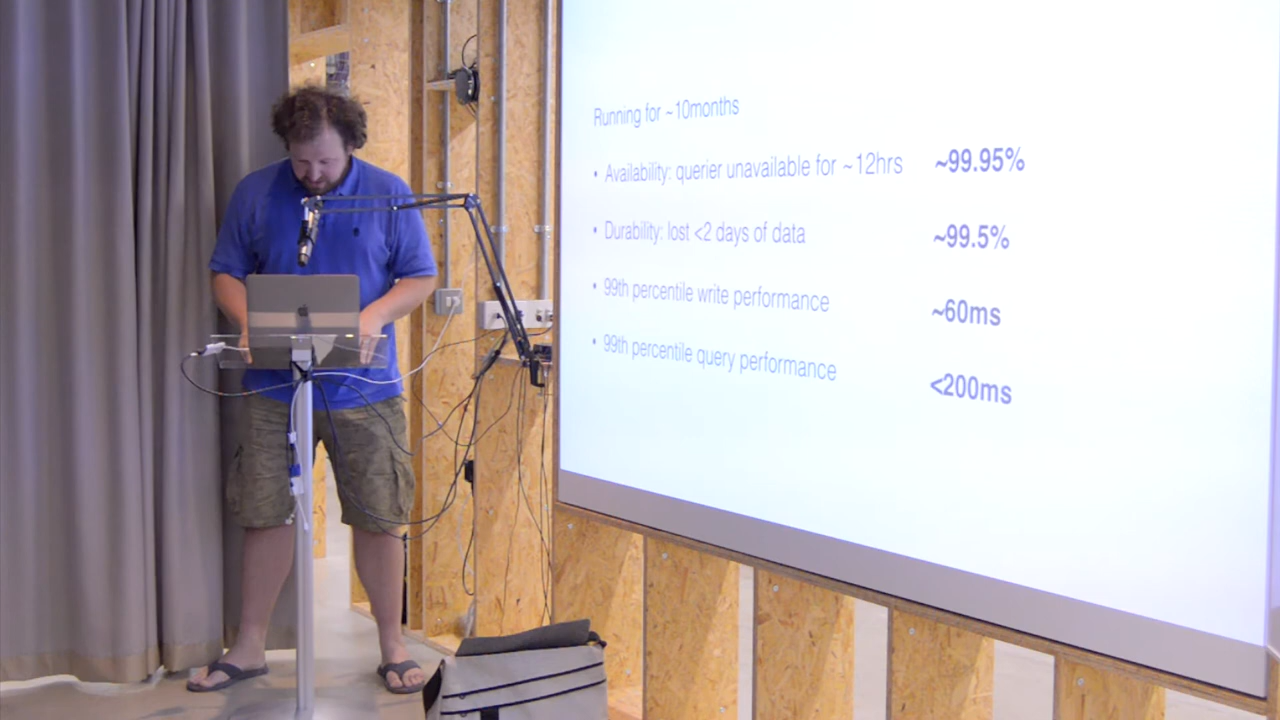 Running for ~10months
• Availability: querier unavailable for ~12hrs ~99.95%
• Durability: lost <2 days of data ~99.5%
• 99th percentile write performance ~60ms
• 99th percentile query performance <200ms